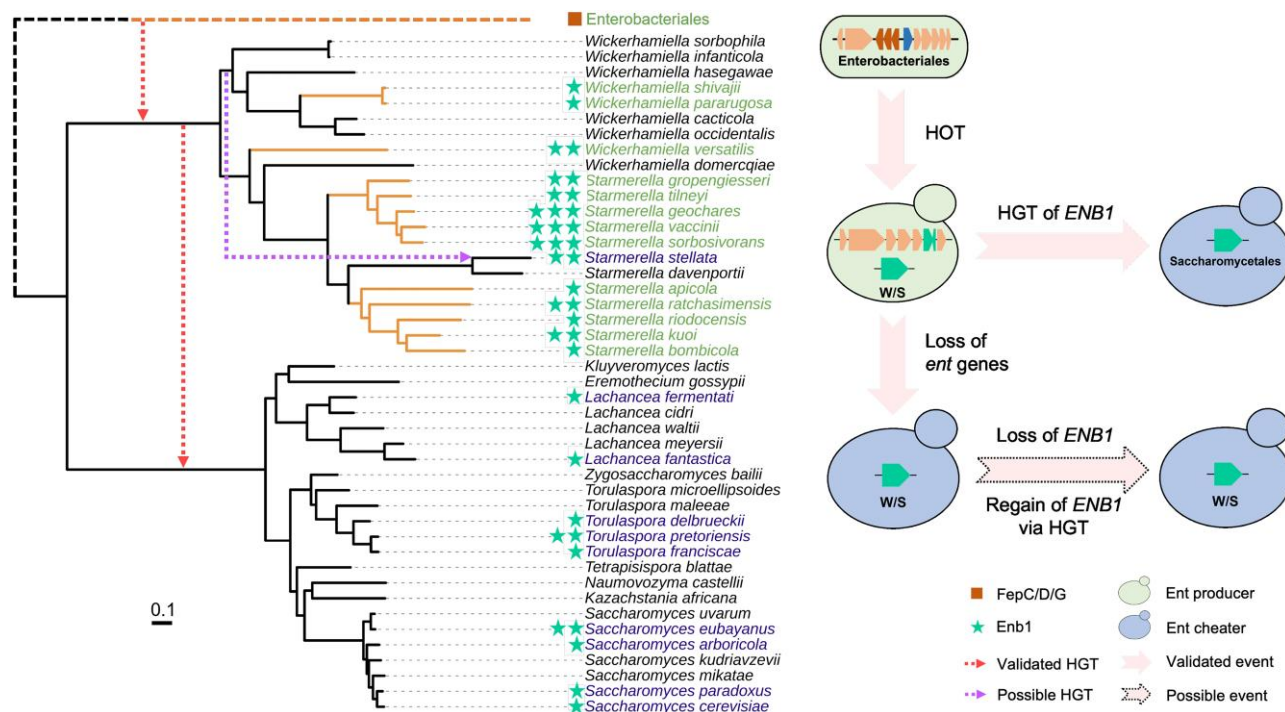 Enterobacteriales
Wickerhamiella sorbophila
Wickerhamiella infanticola
Wickerhamiella hasegawae
Wickerhamiella shivajii
Wickerhamiella pararugosa
Wickerhamiella cacticola
Wickerhamiella occidentalis
Wickerhamiella versatilis
Wickerhamiella domercqiae
Starmerella gropengiesseri
Starmerella tilneyi
Starmerella geochares
Starmerella vaccinii
Starmerella sorbosivorans
Starmerella stellata
Starmerella davenportii
Starmerella apicola
Starmerella ratchasimensis
Starmerella riodocensis
Starmerella kuoi
Starmerella bombicola
Kluyveromyces lactis
Eremothecium gossypii
Lachancea fermentati
Lachancea cidri
Lachancea waltii
Lachancea meyersii
Lachancea fantastica
Zygosaccharomyces bailii
Torulaspora microellipsoides
Torulaspora maleeae
Torulaspora delbrueckii
Torulaspora pretoriensis
Torulaspora franciscae
Tetrapisispora blattae
Naumovozyma castellii
Kazachstania africana
Saccharomyces uvarum
Saccharomyces eubayanus
Saccharomyces arboricola
Saccharomyces kudriavzevii
Saccharomyces mikatae
Saccharomyces paradoxus
Saccharomyces cerevisiae
0.1
Enterobacteriales
HOT
HGT of ENB1
W/S
Saccharomycetales
Loss of
ent genes
W/S
Loss of ENB1
Regain of ENB1
via HGT
W/S
FepC/D/G
Enb1
Validated HGT
Possible HGT
Ent producer
Ent cheater
Validated event
Possible event